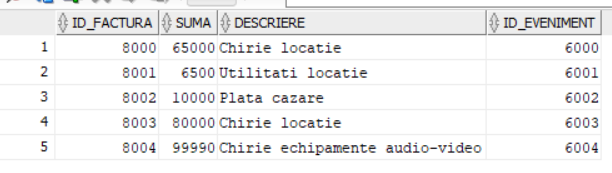 ID_FACTURA SUMA DESCRIERE ID_EVENIMENT
1 8000 65000 Chirie locatie 6000
2 8001 6500 Utilitati locatie 6001
3 8002 10000 Plata cazare 6002
4 8003 80000 Chirie locatie 6003
5 8004 99990 Chirie echipamente audio-video 6004